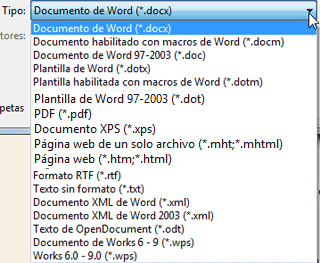 Tipo: Documento de Word (*.docx)
Documento de Word (*.docx)
tores:
Documento habilitado con macros de Word (*.docm)
Documento de Word 97-2003 (*.doc)
Plantilla de Word (*.dotx)
Plantilla habilitada con macros de Word (*.dotm)
Plantilla de Word 97-2003 (*.dot)
petas
PDF (*.pdf)
Documento XPS (*.xps)
Página web de un solo archivo (*.mht;*.mhtml)
Página web (*.htm;*.html)
Formato RTF (*.rtf)
Texto sin formato (*.txt)
Documento XML de Word (*.xml)
Documento XML de Word 2003 (*.xml)
Texto de OpenDocument (*.odt)
Documento de Works 6 - 9 (*.wps)
Works 6.0 - 9.0 (*.wps)